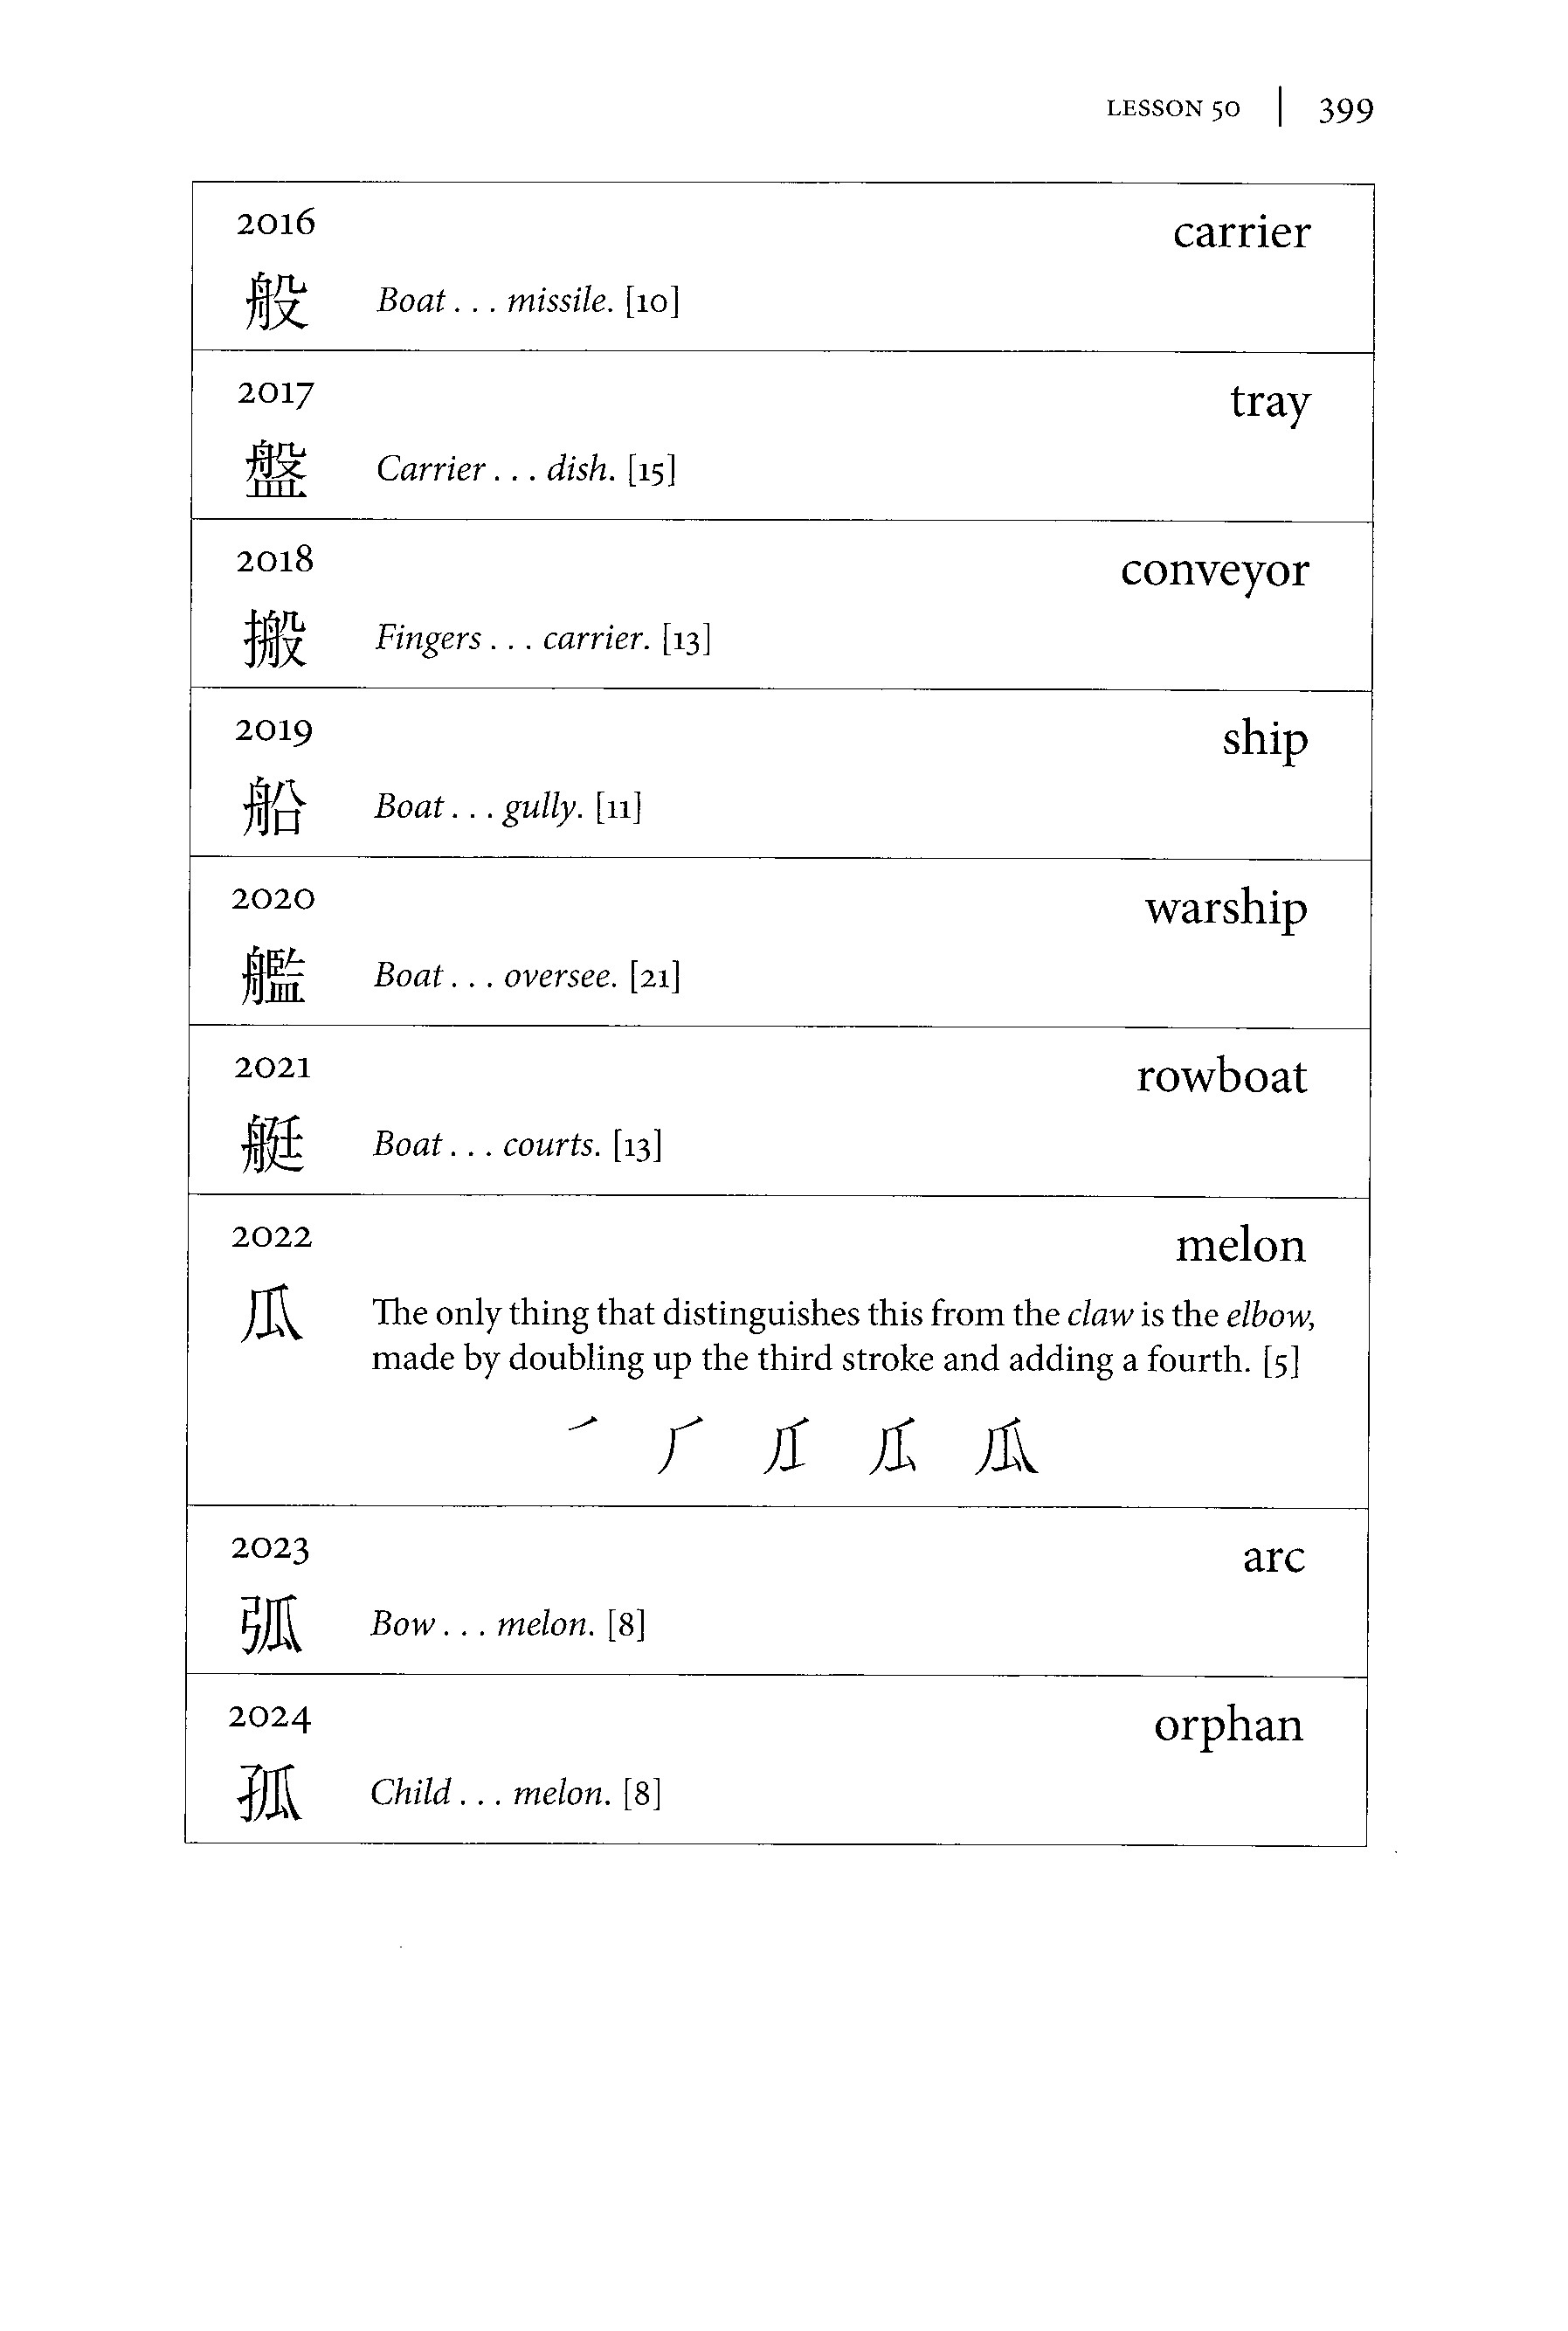 LESSON 50 | 399
2016
carrier
般
Boat . . . missile. [10]
2017
tray
盤
Carrier . . . dish. [15]
2018
conveyor
搬
Fingers . . . carrier. [13]
2019
ship
船
Boat . . . gully. [11]
2020
warship
艦
Boat . . . oversee. [21]
2021
rowboat
艇
Boat . . . courts. [13]
2022
melon
瓜
The only thing that distinguishes this from the claw is the elbow,
made by doubling up the third stroke and adding a fourth. [5]
瓜
2023
arc
弧
Bow . . . melon. [8]
2024
orphan
孤
Child . . . melon. [8]